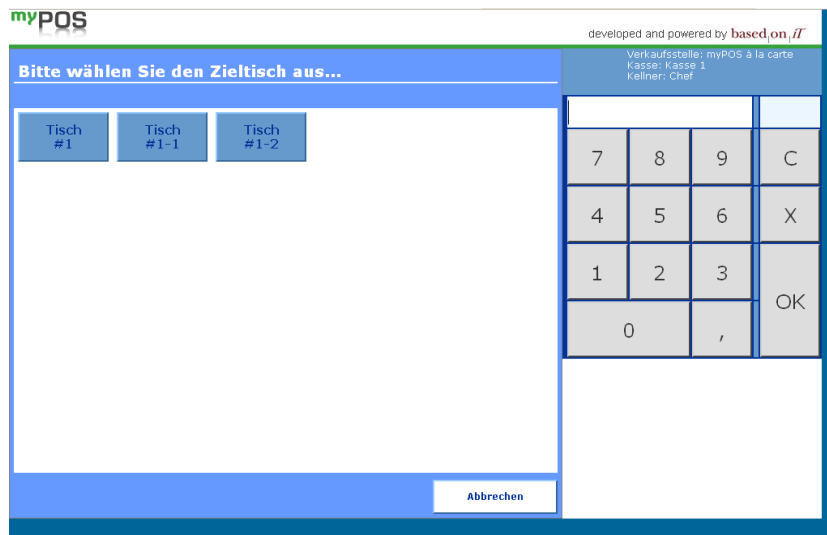 myPOS
developed and powered by based|on|iT
Bitte wählen Sie den Zieltisch aus...
Verkaufsstelle: myPOS à la carte
Kasse: Kasse 1
Kellner: Chef
Tisch
#1
Tisch
#1-1
Tisch
#1-2
7 8 9 C
4 5 6 X
1 2 3
OK
0 ,
Abbrechen